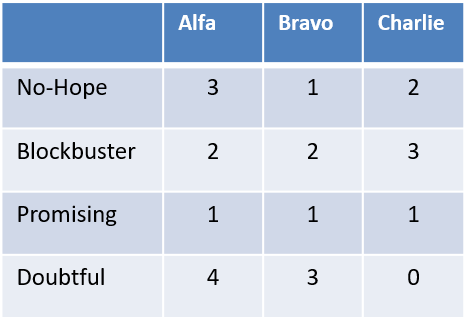 Alfa Bravo Charlie
No-Hope 3 1 2
Blockbuster 2 2 3
Promising 1 1 1
Doubtful 4 3 0